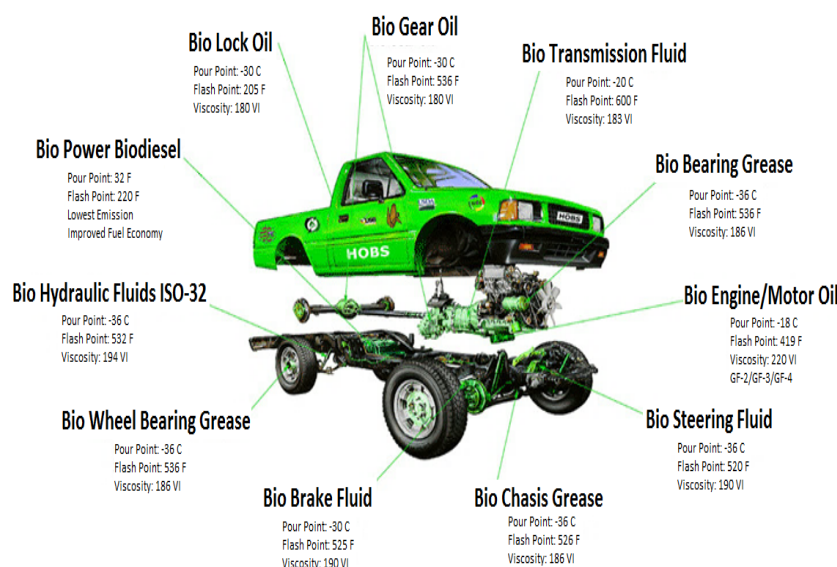 Bio Lock Oil
Pour Point: -30 C
Flash Point: 205 F
Viscosity: 180 VI
Bio Gear Oil
Pour Point: -30 C
Flash Point: 536 F
Viscosity: 180 VI
Bio Transmission Fluid
Pour Point: -20 C
Flash Point: 600 F
Viscosity: 183 VI
Bio Power Biodiesel
Pour Point: 32 F
Flash Point: 220 F
Lowest Emission
Improved Fuel Economy
Bio Bearing Grease
Pour Point: -36 C
Flash Point: 536 F
Viscosity: 186 VI
HOBS
HOBS
Bio Hydraulic Fluids ISO-32
Pour Point: -36 C
Flash Point: 532 F
Viscosity: 194 VI
Bio Engine/Motor Oil
Pour Point: -18 C
Flash Point: 419 F
Viscosity: 220 VI
GF-2/GF-3/GF-4
Bio Wheel Bearing Grease
Pour Point: -36 C
Flash Point: 536 F
Viscosity: 186 VI
Bio Steering Fluid
Pour Point: -36 C
Flash Point: 520 F
Viscosity: 190 VI
Bio Brake Fluid
Pour Point: -30 C
Flash Point: 525 F
Viscosity: 190 VI
Bio Chasis Grease
Pour Point: -36 C
Flash Point: 526 F
Viscosity: 186 VI